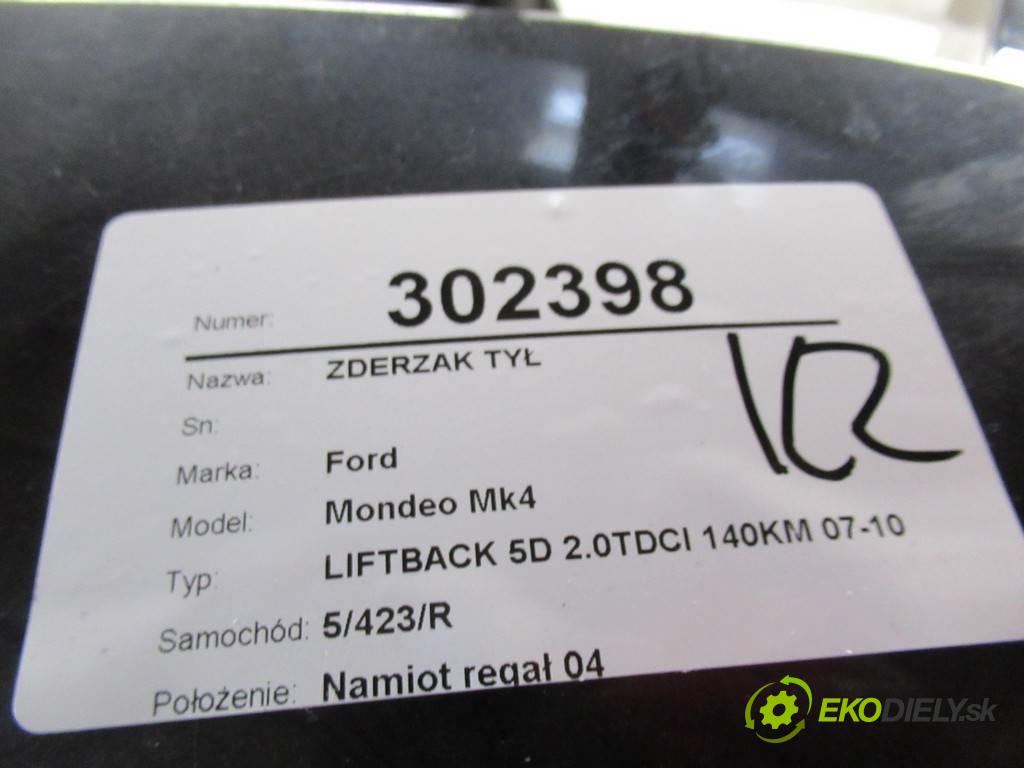 Numer: 302398
Nazwa: ZDERZAK TYŁ
Sn:
Marka: Ford
Model: Mondeo Mk4
Typ: LIFTBACK 5D 2.0TDCI 140KM 07-10
Samochód: 5/423/R
Położenie: Namiot regał 04
EKODIELY.sk